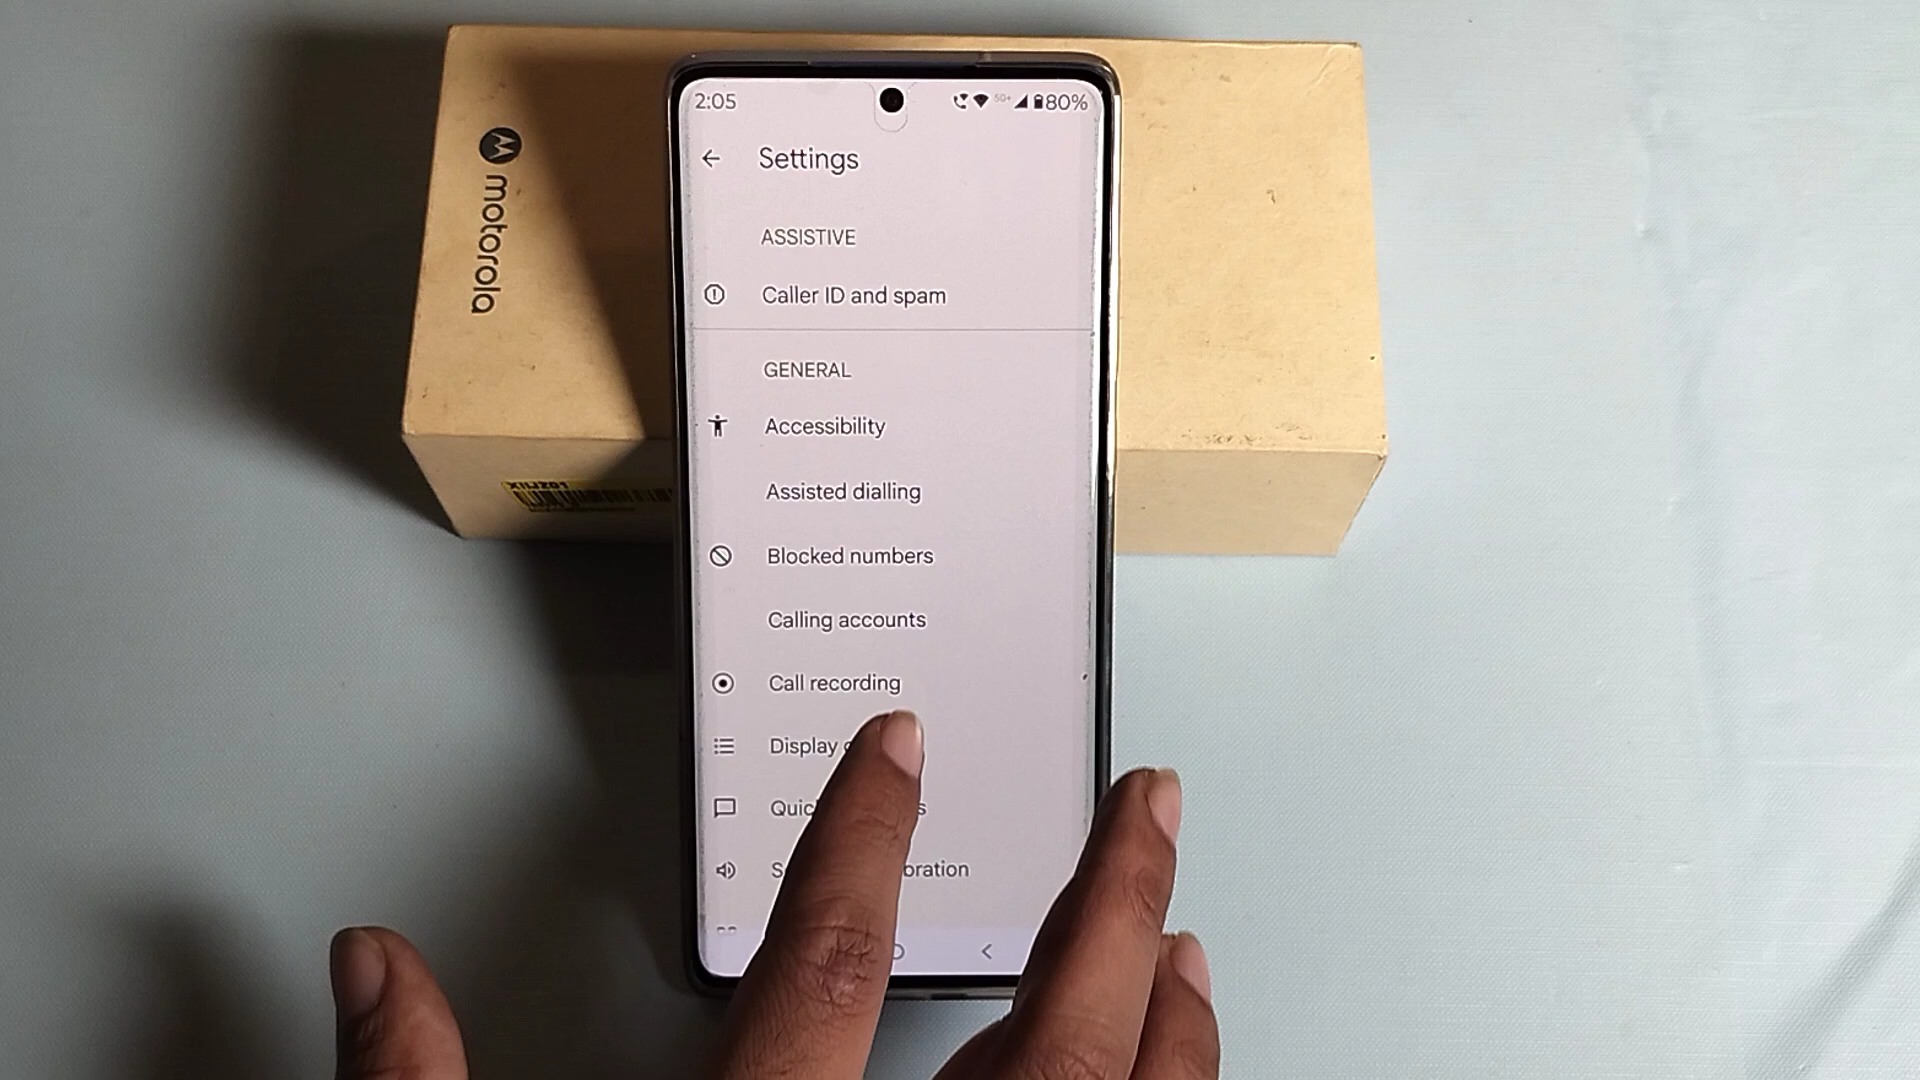 motorola
2:05
5G+ 80%
Settings
ASSISTIVE
Caller ID and spam
GENERAL
Accessibility
Assisted dialling
Blocked numbers
Calling accounts
Call recording
Display